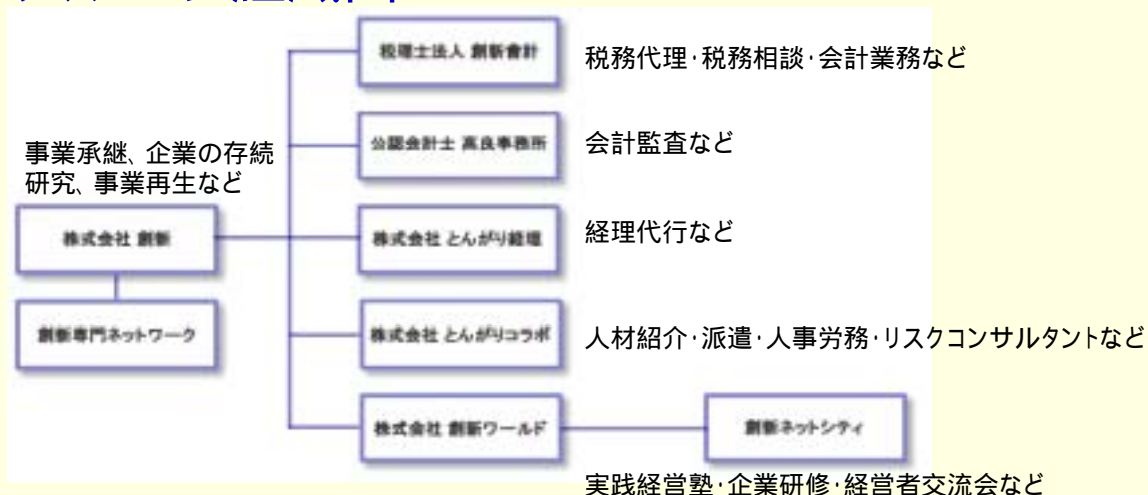 税理士法人 創新會計
税務代理・税務相談・会計業務など
公認会計士 高良事務所
会計監査など
事業承継、企業の存続
研究、事業再生など
株式会社 創新
株式会社 とんがり経理
経理代行など
創新専門ネットワーク
株式会社 とんがりコラボ
人材紹介・派遣・人事労務・リスクコンサルタントなど
株式会社 創新ワールド
創新ネットシティ
実践経営塾・企業研修・経営者交流会など